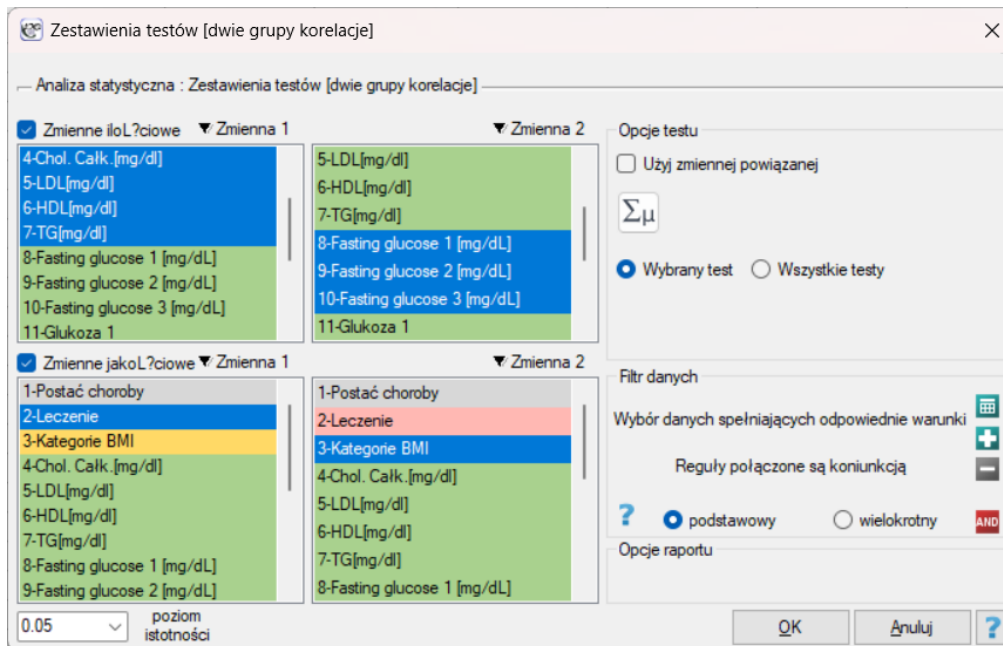 Zestawienia testów [dwie grupy korelacje]
Analiza statystyczna : Zestawienia testów [dwie grupy korelacje]
Zmienne iloL?ciowe
Zmienna 1
Zmienna 2
4-Chol. Całk.[mg/dl]
5-LDL[mg/dl]
6-HDL[mg/dl]
7-TG[mg/dl]
8-Fasting glucose 1 [mg/dL]
9-Fasting glucose 2 [mg/dL]
10-Fasting glucose 3 [mg/dL]
11-Glukoza 1
5-LDL[mg/dl]
6-HDL[mg/dl]
7-TG[mg/dl]
8-Fasting glucose 1 [mg/dL]
9-Fasting glucose 2 [mg/dL]
10-Fasting glucose 3 [mg/dL]
11-Glukoza 1
Opcje testu
Użyj zmiennej powiązanej
Σμ
Wybrany test
Wszystkie testy
Zmienne jakoL?ciowe
Zmienna 1
Zmienna 2
1-Postać choroby
2-Leczenie
3-Kategorie BMI
4-Chol. Całk.[mg/dl]
5-LDL[mg/dl]
6-HDL[mg/dl]
7-TG[mg/dl]
8-Fasting glucose 1 [mg/dL]
9-Fasting glucose 2 [mg/dL]
1-Postać choroby
2-Leczenie
3-Kategorie BMI
4-Chol. Całk.[mg/dl]
5-LDL[mg/dl]
6-HDL[mg/dl]
7-TG[mg/dl]
8-Fasting glucose 1 [mg/dL]
Filtr danych
Wybór danych spełniających odpowiednie warunki
Reguły połączone są koniunkcją
?
podstawowy
wielokrotny
AND
Opcje raportu
0.05
poziom
istotności
OK
Anuluj
?